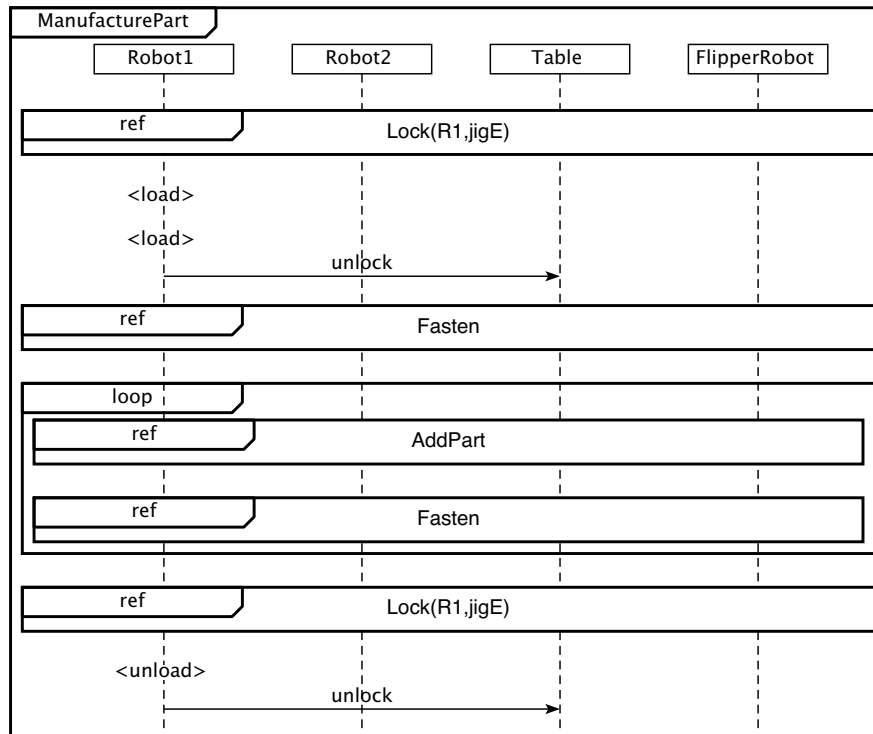 ManufacturePart
Robot1 Robot2 Table FlipperRobot
ref Lock(R1,jigE)
<load>
<load>
unlock
ref Fasten
loop
ref AddPart
ref Fasten
ref Lock(R1,jigE)
<unload>
unlock